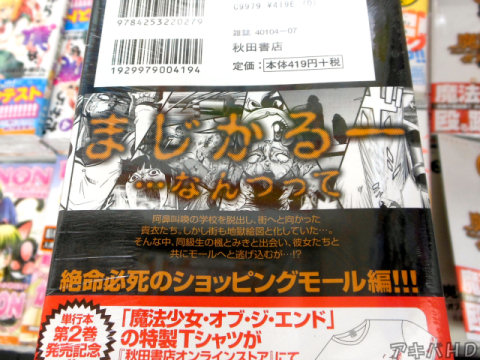 9784253220279
C9979 ¥419E
雑誌 40104-07
秋田書店
定価：本体419円+税
1929979004194
まじかるー
…なんつって
阿鼻叫喚の学校を脱出し、街へと向かった
貴衣たち。しかし街も地獄絵図と化していた…。
そんな中、同級生の楓とみきと出会い、彼女たちと
共にモールへと逃げ込むが…!?
絶命必死のショッピングモール編!!!
単行本
第2巻
発売記念
「魔法少女・オブ・ジ・エンド」
の特製Tシャツが
『秋田書店オンラインストア』にて
アキバHD